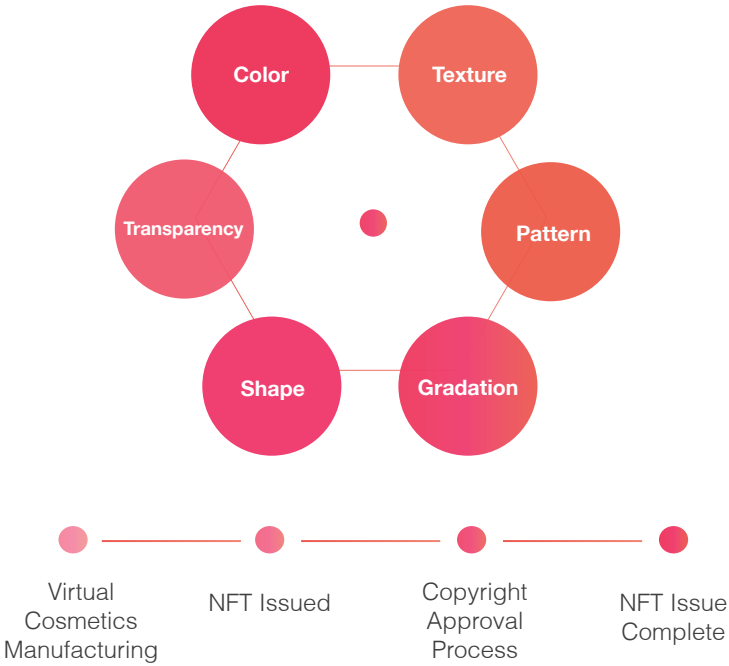 Color
Texture
Transparency
Pattern
Shape
Gradation
Virtual
Cosmetics
Manufacturing
NFT Issued
Copyright
Approval
Process
NFT Issue
Complete